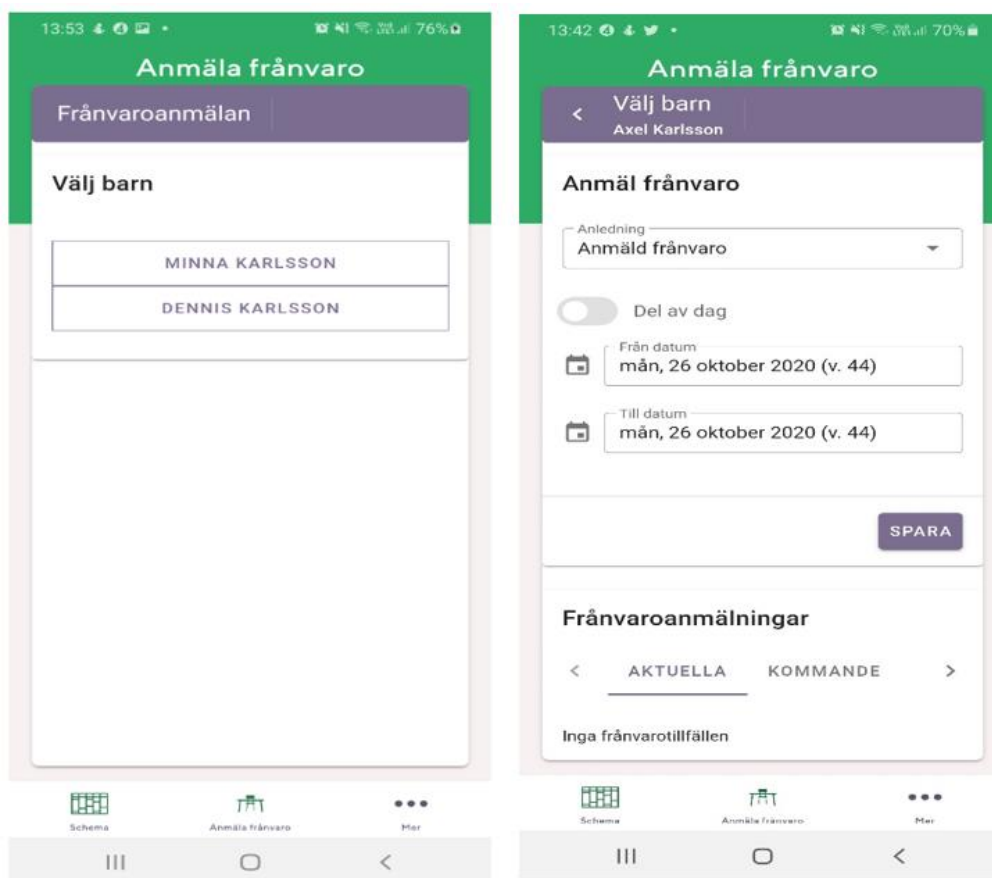 13:53 76%
Anmäla frånvaro
Frånvaroanmälan
Välj barn
MINNA KARLSSON
DENNIS KARLSSON
Schema
Anmäla frånvaro
Mer
13:42 70%
Anmäla frånvaro
Välj barn
Axel Karlsson
Anmäl frånvaro
Anledning
Anmäld frånvaro
Del av dag
Från datum
mån, 26 oktober 2020 (v. 44)
Till datum
mån, 26 oktober 2020 (v. 44)
SPARA
Frånvaroanmälningar
AKTUELLA KOMMANDE
Inga frånvarotillfällen
Schema
Anmäla frånvaro
Mer